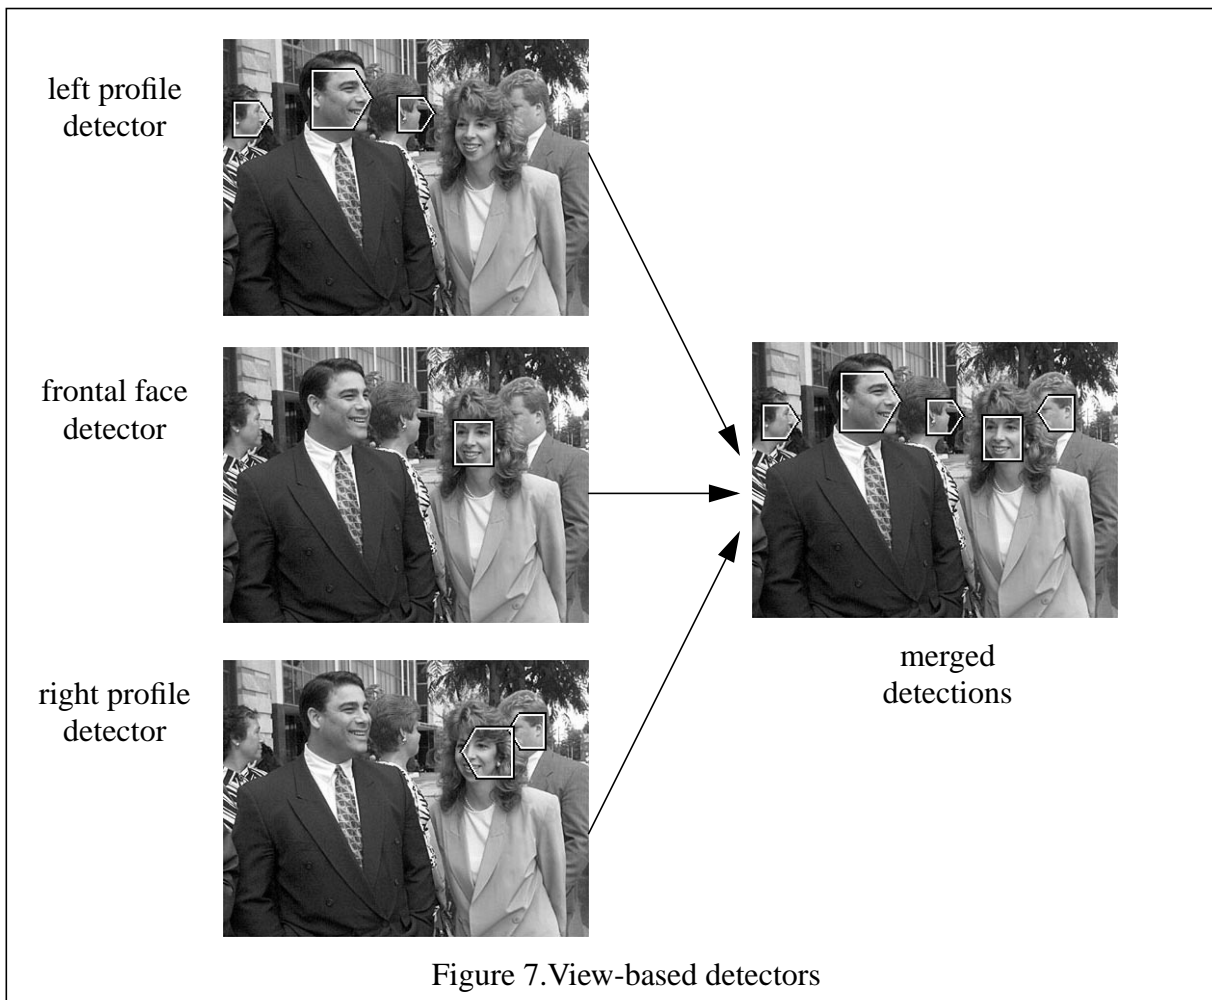 left profile
detector
frontal face
detector
right profile
detector
merged
detections
Figure 7.View-based detectors